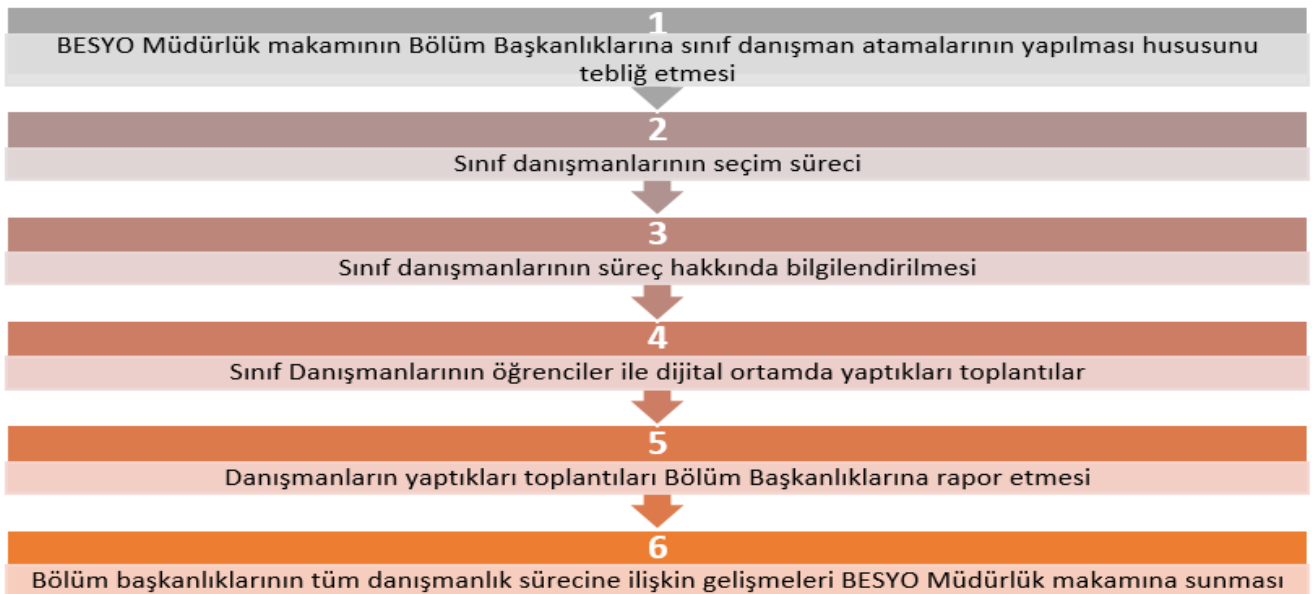 1
BESYO Müdürlük makamının Bölüm Başkanlıklarına sınıf danışman atamalarının yapılması hususunu
tebliğ etmesi
2
Sınıf danışmanlarının seçim süreci
3
Sınıf danışmanlarının süreç hakkında bilgilendirilmesi
4
Sınıf Danışmanlarının öğrenciler ile dijital ortamda yaptıkları toplantılar
5
Danışmanların yaptıkları toplantıları Bölüm Başkanlıklarına rapor etmesi
6
Bölüm başkanlıklarının tüm danışmanlık sürecine ilişkin gelişmeleri BESYO Müdürlük makamına sunması